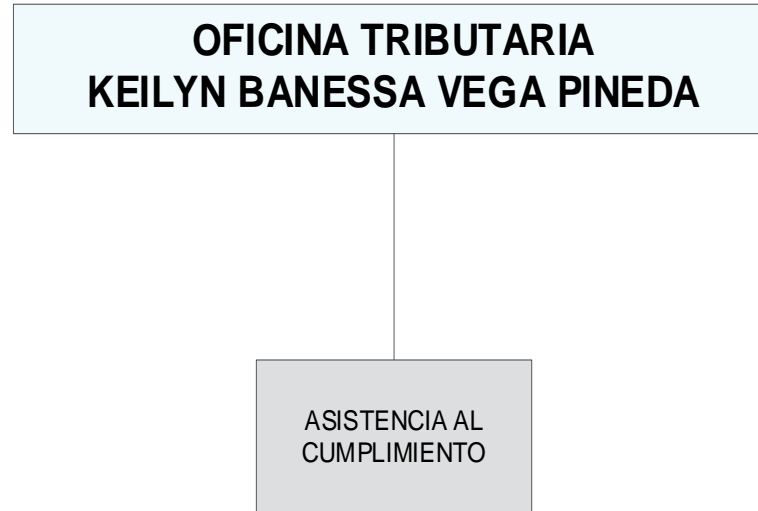 OFICINA TRIBUTARIA
KEILYN BANESSA VEGA PINEDA
ASISTENCIA AL
CUMPLIMIENTO